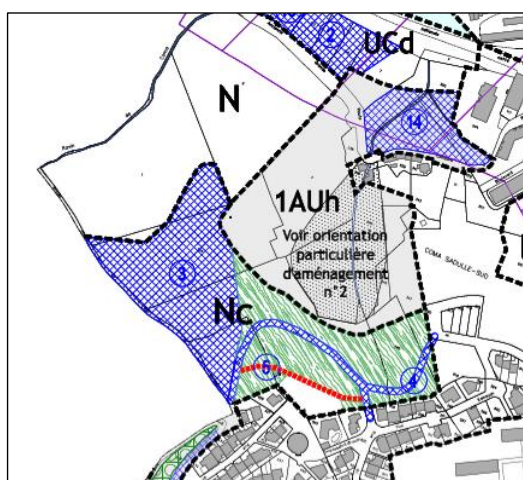 2
UCd
N
14
1AUh
Voir orientation
particulière
d'aménagement
n°2
COMA SADULLE-SUD
3
Nc
5
4